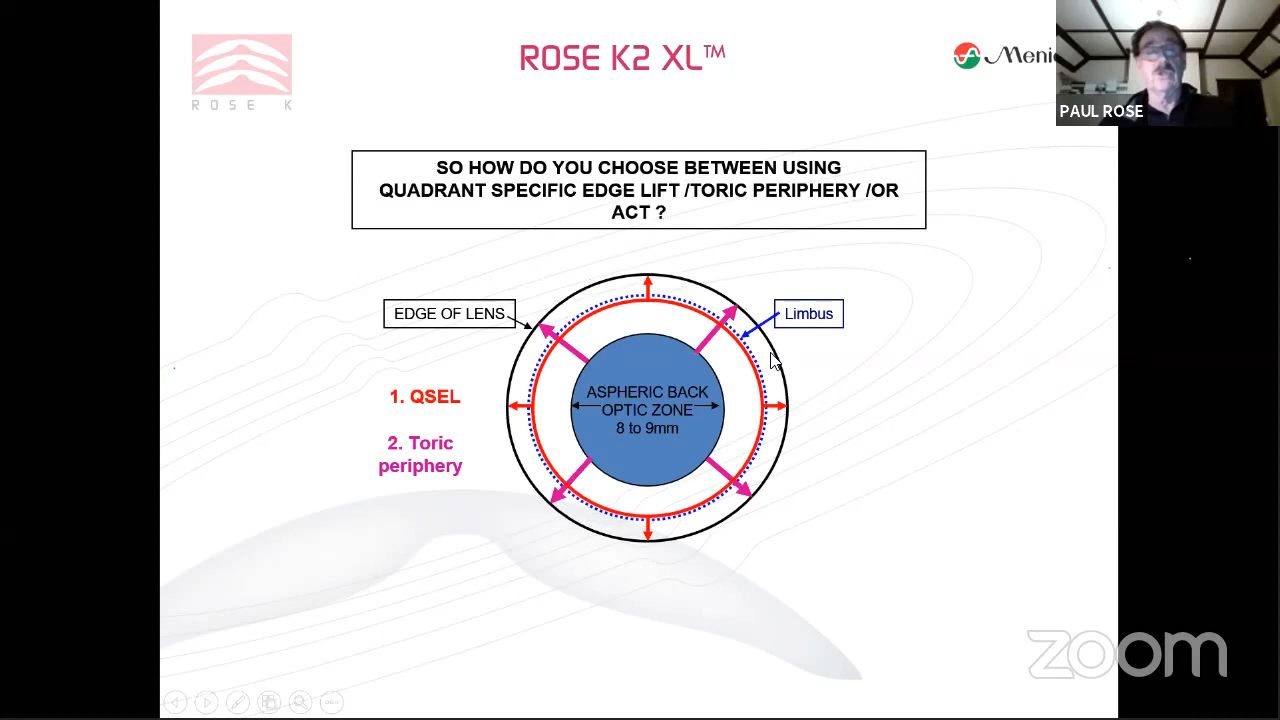 ROSE K
ROSE K2 XL™
Meni
PAUL ROSE
SO HOW DO YOU CHOOSE BETWEEN USING
QUADRANT SPECIFIC EDGE LIFT /TORIC PERIPHERY /OR
ACT ?
EDGE OF LENS
Limbus
1. QSEL
2. Toric
periphery
ASPHERIC BACK
OPTIC ZONE
8 to 9mm
zoom